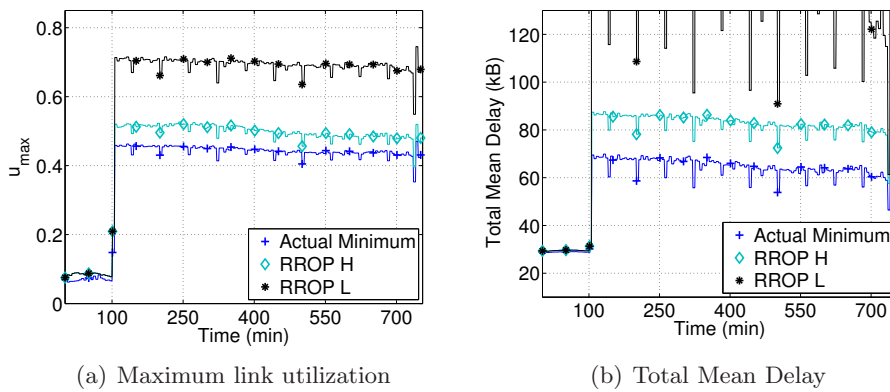 0.8
0.6
0.4
0.2
0
u_max
100 250 400 550 700
Time (min)
Actual Minimum
RROP H
RROP L
(a) Maximum link utilization
120
100
80
60
40
20
Total Mean Delay (kB)
100 250 400 550 700
Time (min)
Actual Minimum
RROP H
RROP L
(b) Total Mean Delay